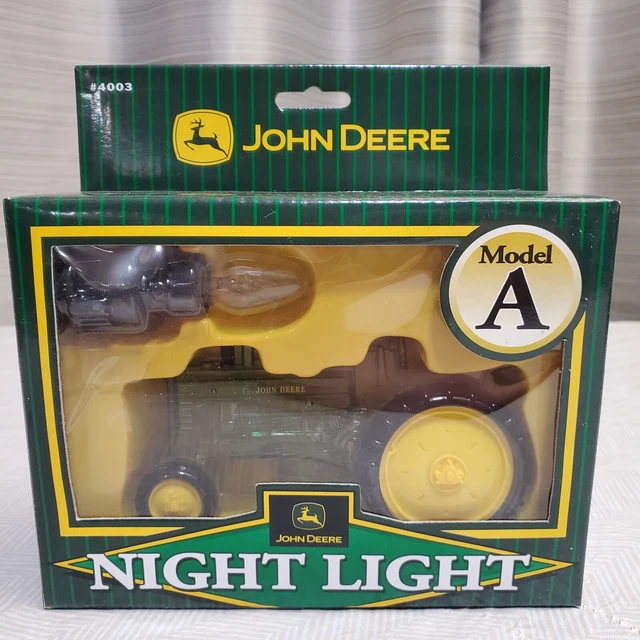 #4003
JOHN DEERE
Model
A
JOHN DEERE
JOHN DEERE
NIGHT LIGHT